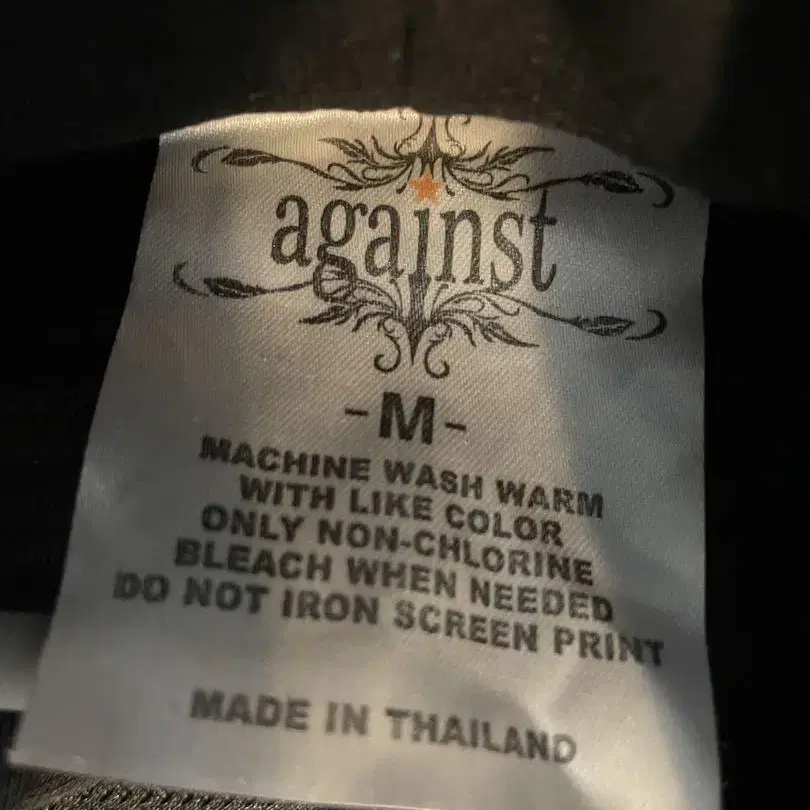 against
-M-
MACHINE WASH WARM
WITH LIKE COLOR
ONLY NON-CHLORINE
BLEACH WHEN NEEDED
DO NOT IRON SCREEN PRINT
MADE IN THAILAND